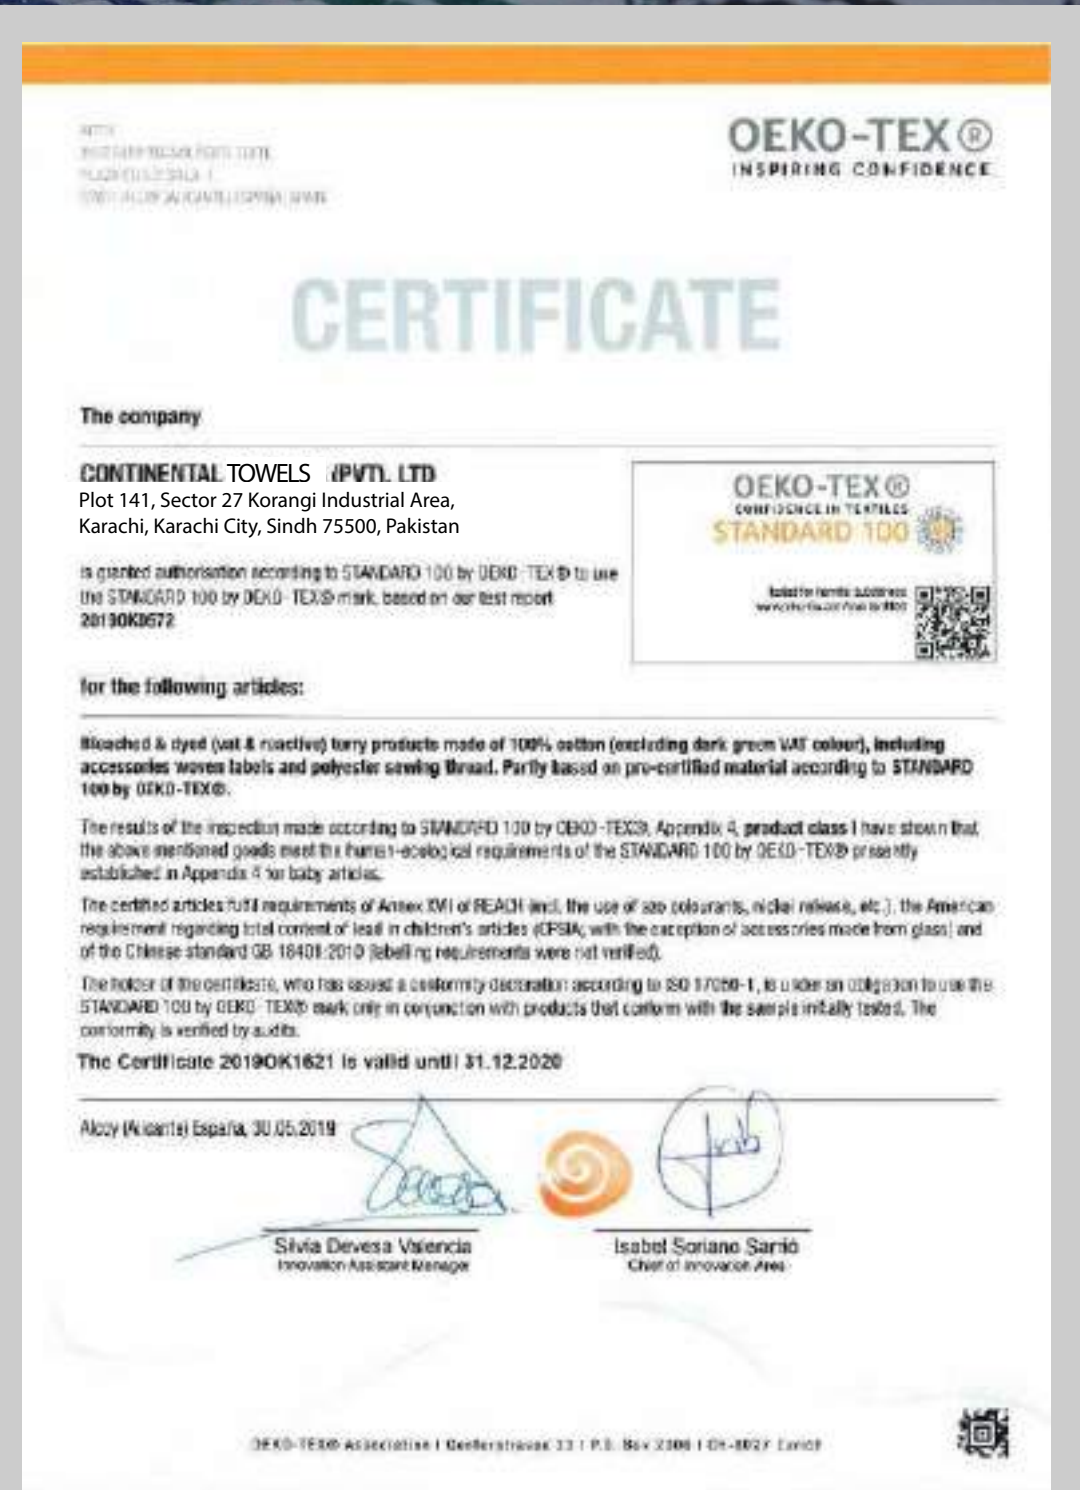 OEKO-TEX®
INSPIRING CONFIDENCE
CERTIFICATE
The company
CONTINENTAL TOWELS (PVT). LTD
Plot 141, Sector 27 Korangi Industrial Area,
Karachi, Karachi City, Sindh 75500, Pakistan
OEKO-TEX®
CONFIDENCE IN TEXTILES
STANDARD 100
is granted authorisation according to STANDARD 100 by OEKO-TEX® to use
the STANDARD 100 by OEKO-TEX® mark, based on our test report
for the following articles:
Bleached & dyed (vat & reactive) terry products made of 100% cotton (excluding dark green VAT colour), including
accessories woven labels and polyester sewing thread. Partly based on pre-certified material according to STANDARD
100 by OEKO-TEX®.
The results of the inspection made according to STANDARD 100 by OEKO-TEX®, Appendix 4, product class I have shown that
the above mentioned goods meet the human-ecological requirements of the STANDARD 100 by OEKO-TEX® presently
established in Appendix 4 for baby articles.
The certified articles fulfil requirements of Annex XVII of REACH (incl. the use of azo colourants, nickel release, etc.), the American
requirement regarding total content of lead in children's articles (CPSIA; with the exception of accessories made from glass) and
of the Chinese standard GB 18401:2010 (labelling requirements were not verified).
The holder of the certificate, who has issued a conformity declaration according to ISO 17050-1, is under an obligation to use the
STANDARD 100 by OEKO-TEX® mark only in conjunction with products that conform with the sample initially tested. The
conformity is verified by audits.
The Certificate 2019OK1621 is valid until 31.12.2020
Alcoy (Alicante) España, 30.05.2019
Silvia Devesa Valencia
Innovation Assistant Manager
Isabel Soriano Sarrió
Chief of Innovation Area
OEKO-TEX® Association | Genferstrasse 23 | P.O. Box 2006 | CH-8027 Zurich